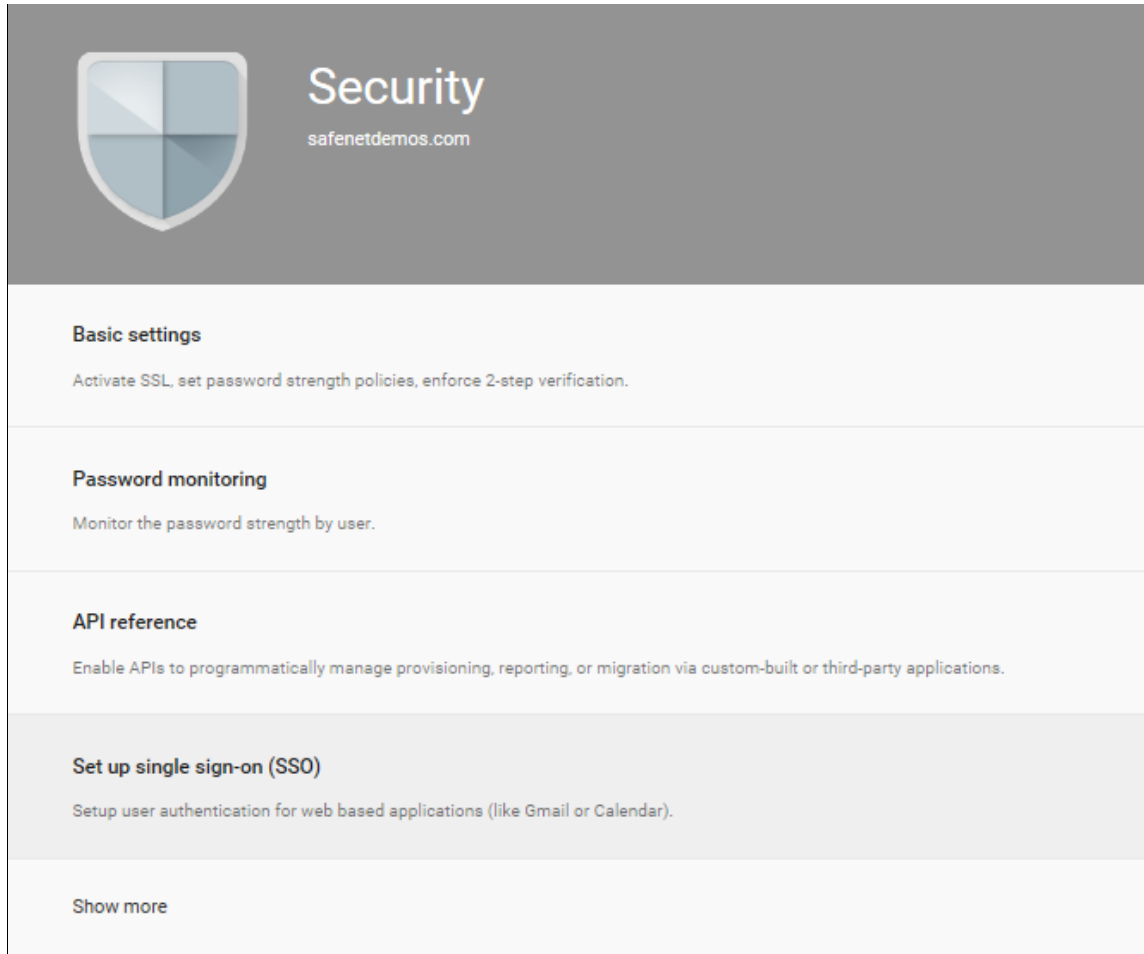 Security
safenetdemos.com
Basic settings
Activate SSL, set password strength policies, enforce 2-step verification.
Password monitoring
Monitor the password strength by user.
API reference
Enable APIs to programmatically manage provisioning, reporting, or migration via custom-built or third-party applications.
Set up single sign-on (SSO)
Setup user authentication for web based applications (like Gmail or Calendar).
Show more